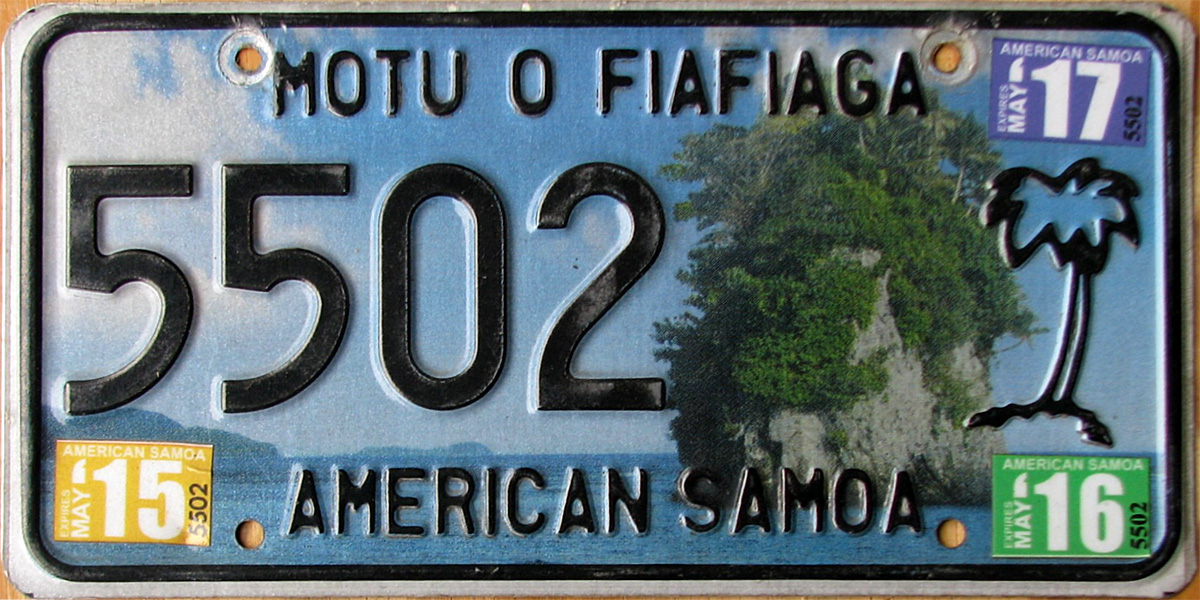 MOTU O FIAFIAGA
AMERICAN SAMOA
EXPIRES
MAY
'17
5502
5502
AMERICAN SAMOA
EXPIRES
MAY
'15
5502
AMERICAN SAMOA
AMERICAN SAMOA
EXPIRES
MAY
'16
5502